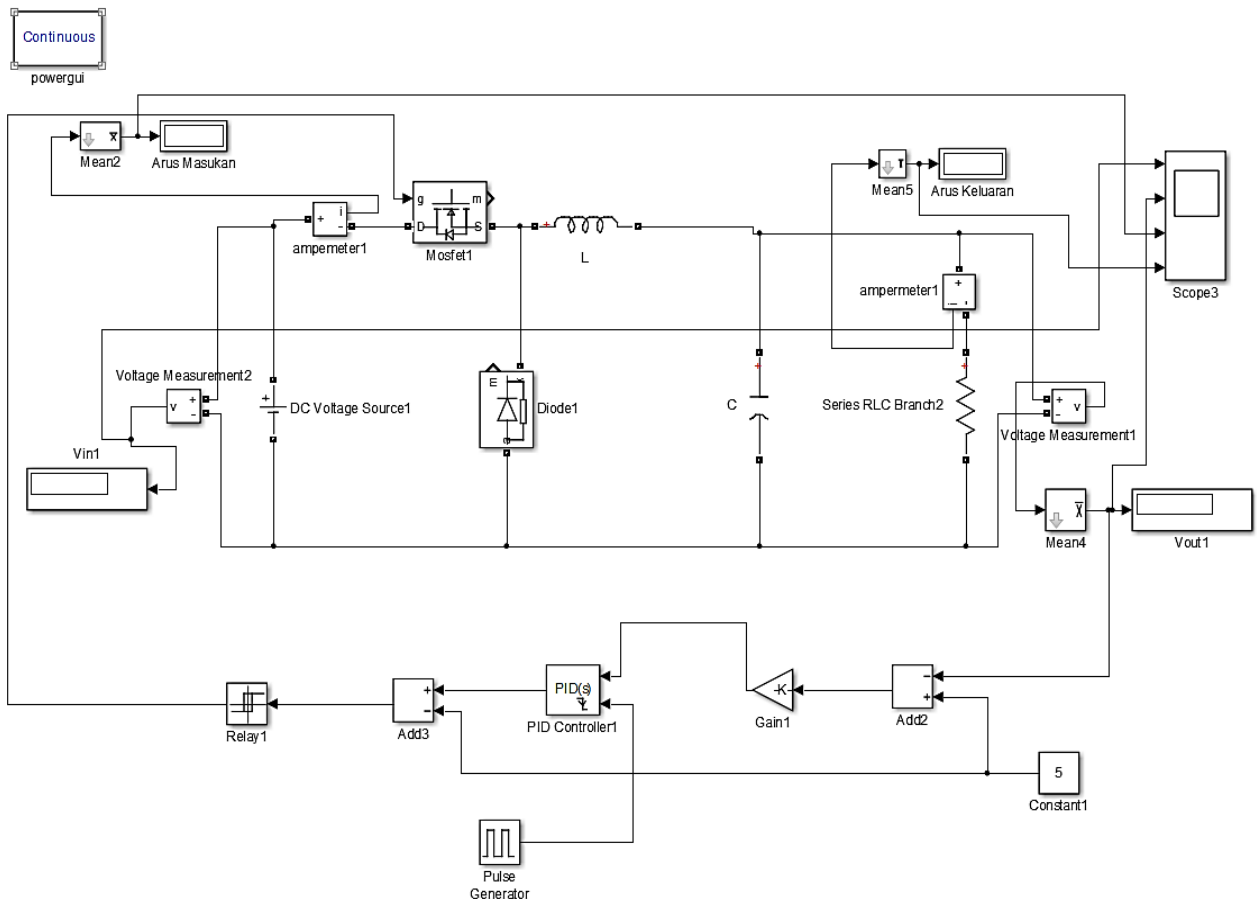 Continuous
powergui
Mean2
Arus Masukan
ampemeter1
g
m
D
S
Mosfet1
L
Mean5
Arus Keluaran
Scope3
ampermeter1
Voltage Measurement2
v
DC Voltage Source1
m
k
a
Diode1
C
Series RLC Branch2
v
Voltage Measurement1
Vin1
Mean4
Vout1
PID(s)
PID Controller1
-K-
Gain1
Add2
Add3
Relay1
5
Constant1
Pulse
Generator